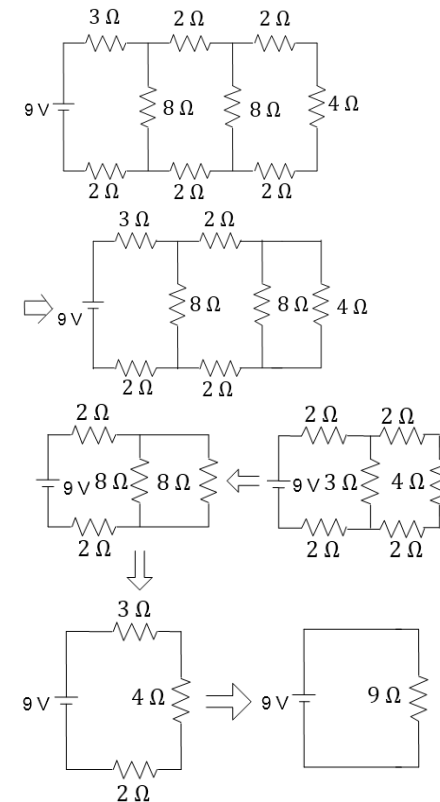 3 Ω 2 Ω 2 Ω
9 V 8 Ω 8 Ω 4 Ω
2 Ω 2 Ω 2 Ω
3 Ω 2 Ω
9 V 8 Ω 8 Ω 4 Ω
2 Ω 2 Ω
2 Ω 2 Ω 2 Ω
9 V 8 Ω 8 Ω 9 V 3 Ω 4 Ω
2 Ω 2 Ω 2 Ω
3 Ω
9 V 4 Ω 9 V 9 Ω
2 Ω